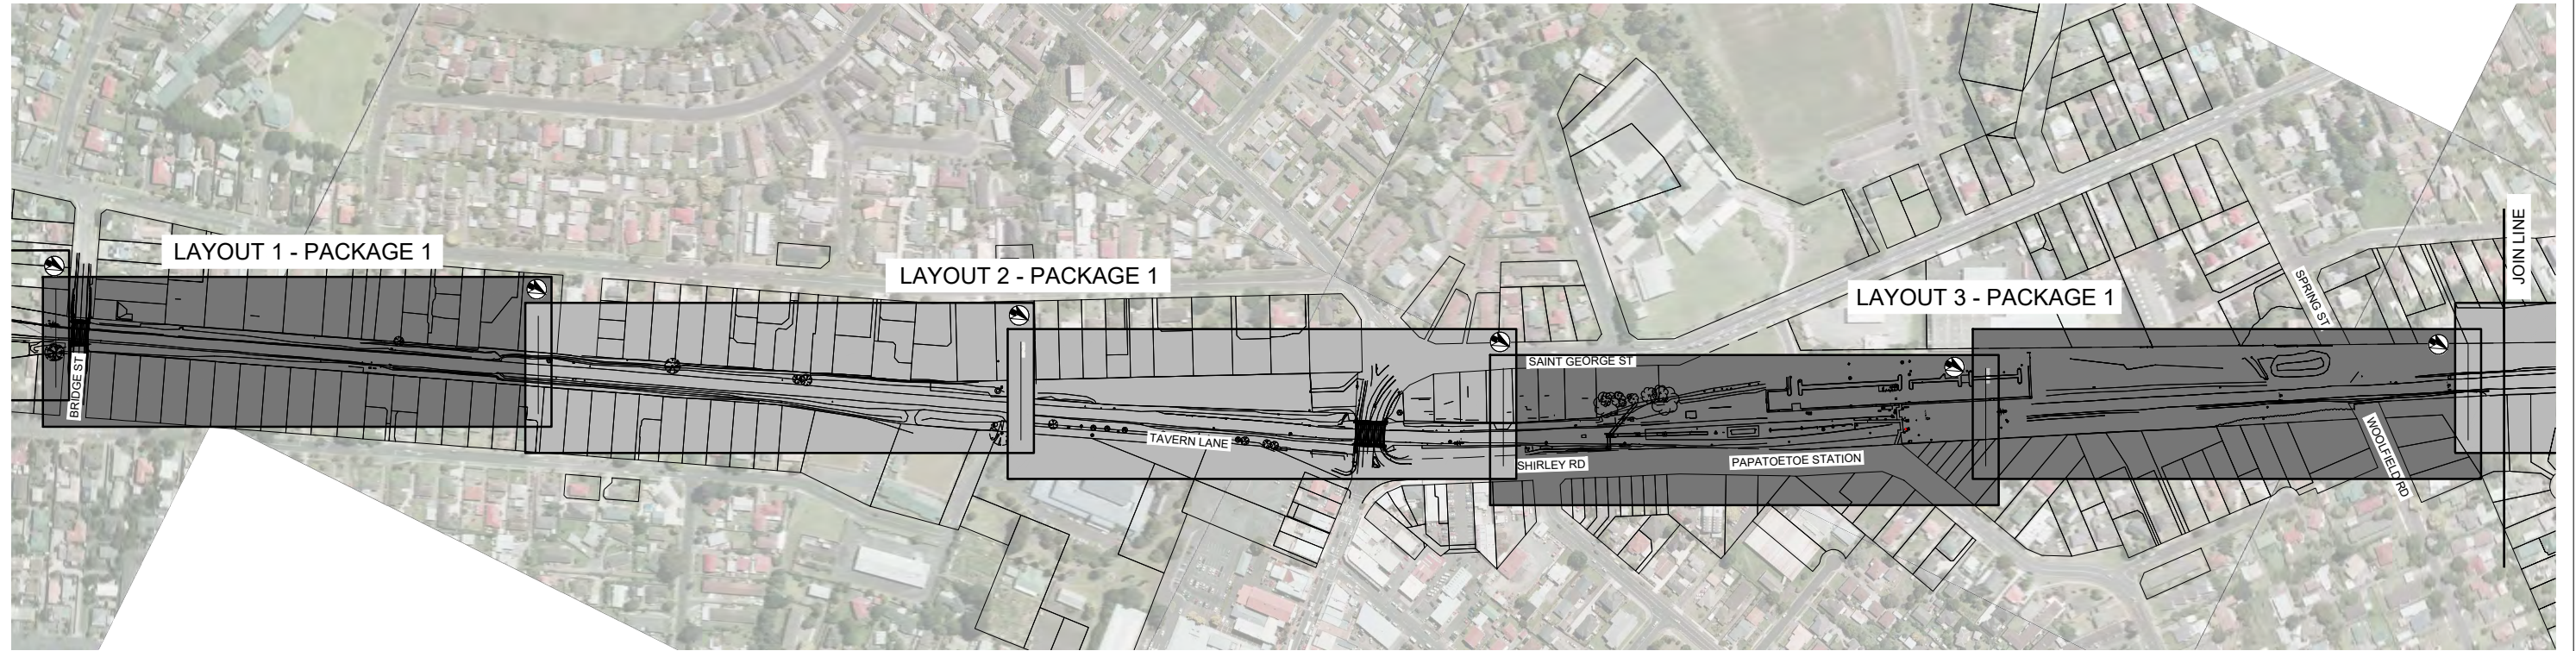 LAYOUT 1 - PACKAGE 1
LAYOUT 2 - PACKAGE 1
LAYOUT 3 - PACKAGE 1
JOIN LINE
SPRING ST
BRIDGE ST
SAINT GEORGE ST
TAVERN LANE
SHIRLEY RD
PAPATOETOE STATION
WOOLFIELD RD